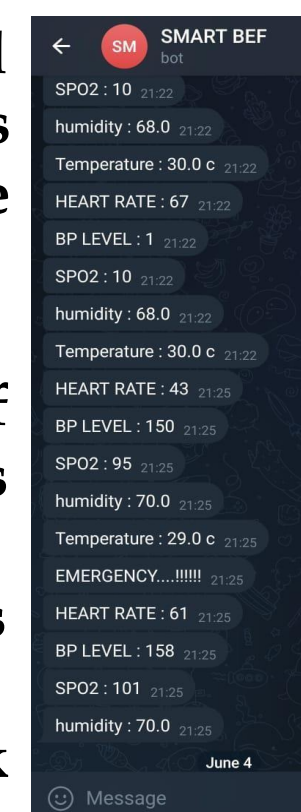 SMART BEF
SM
bot
SPO2 : 10 21:22
humidity : 68.0 21:22
Temperature : 30.0 c 21:22
HEART RATE : 67 21:22
BP LEVEL : 1 21:22
SPO2 : 10 21:22
humidity : 68.0 21:22
Temperature : 30.0 c 21:22
HEART RATE : 43 21:25
BP LEVEL : 150 21:25
SPO2 : 95 21:25
humidity : 70.0 21:25
Temperature : 29.0 c 21:25
EMERGENCY....!!!!!! 21:25
HEART RATE : 61 21:25
BP LEVEL : 158 21:25
SPO2 : 101 21:25
humidity : 70.0 21:25
June 4
Message